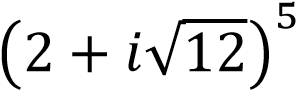 (2 + i√12)⁵